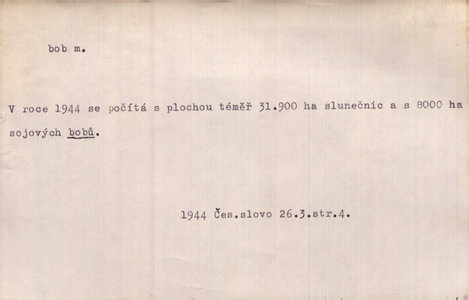 bob m.
V roce 1944 se počítá s plochou téměř 31.900 ha slunečnic a s 8000 ha
sojových bobů.
1944 Čes.slovo 26.3.str.4.